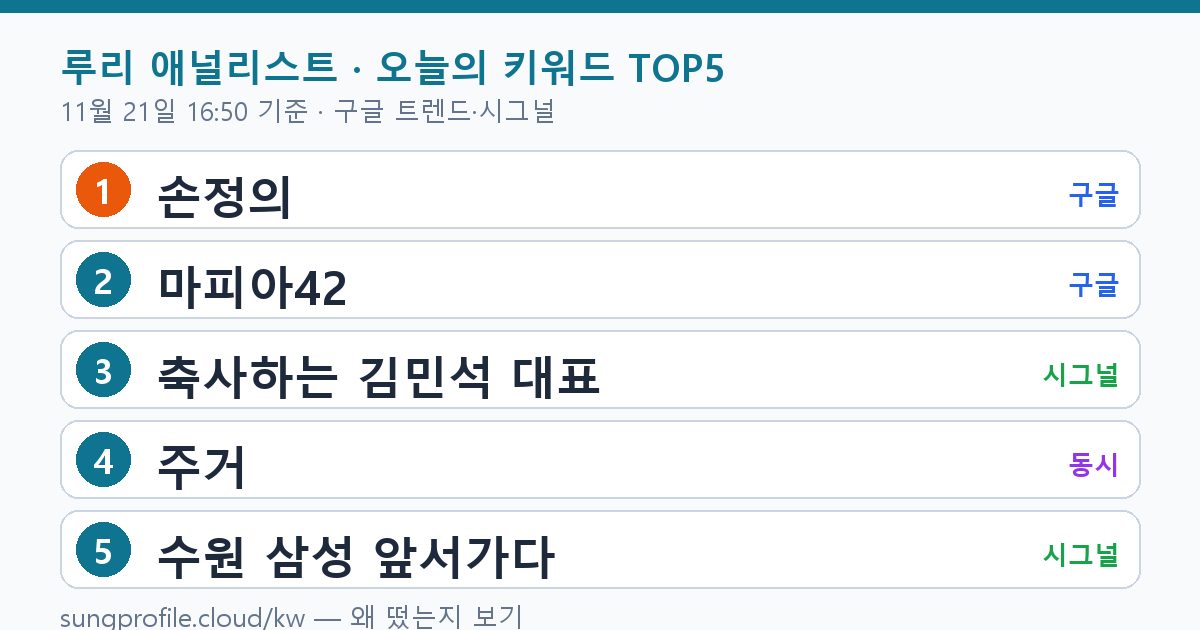 루리 애널리스트 · 오늘의 키워드 TOP5
11월 21일 16:50 기준 · 구글 트렌드·시그널
1 손정의 구글
2 마피아42 구글
3 축사하는 김민석 대표 시그널
4 주거 동시
5 수원 삼성 앞서가다 시그널
sungprofile.cloud/kw — 왜 떴는지 보기